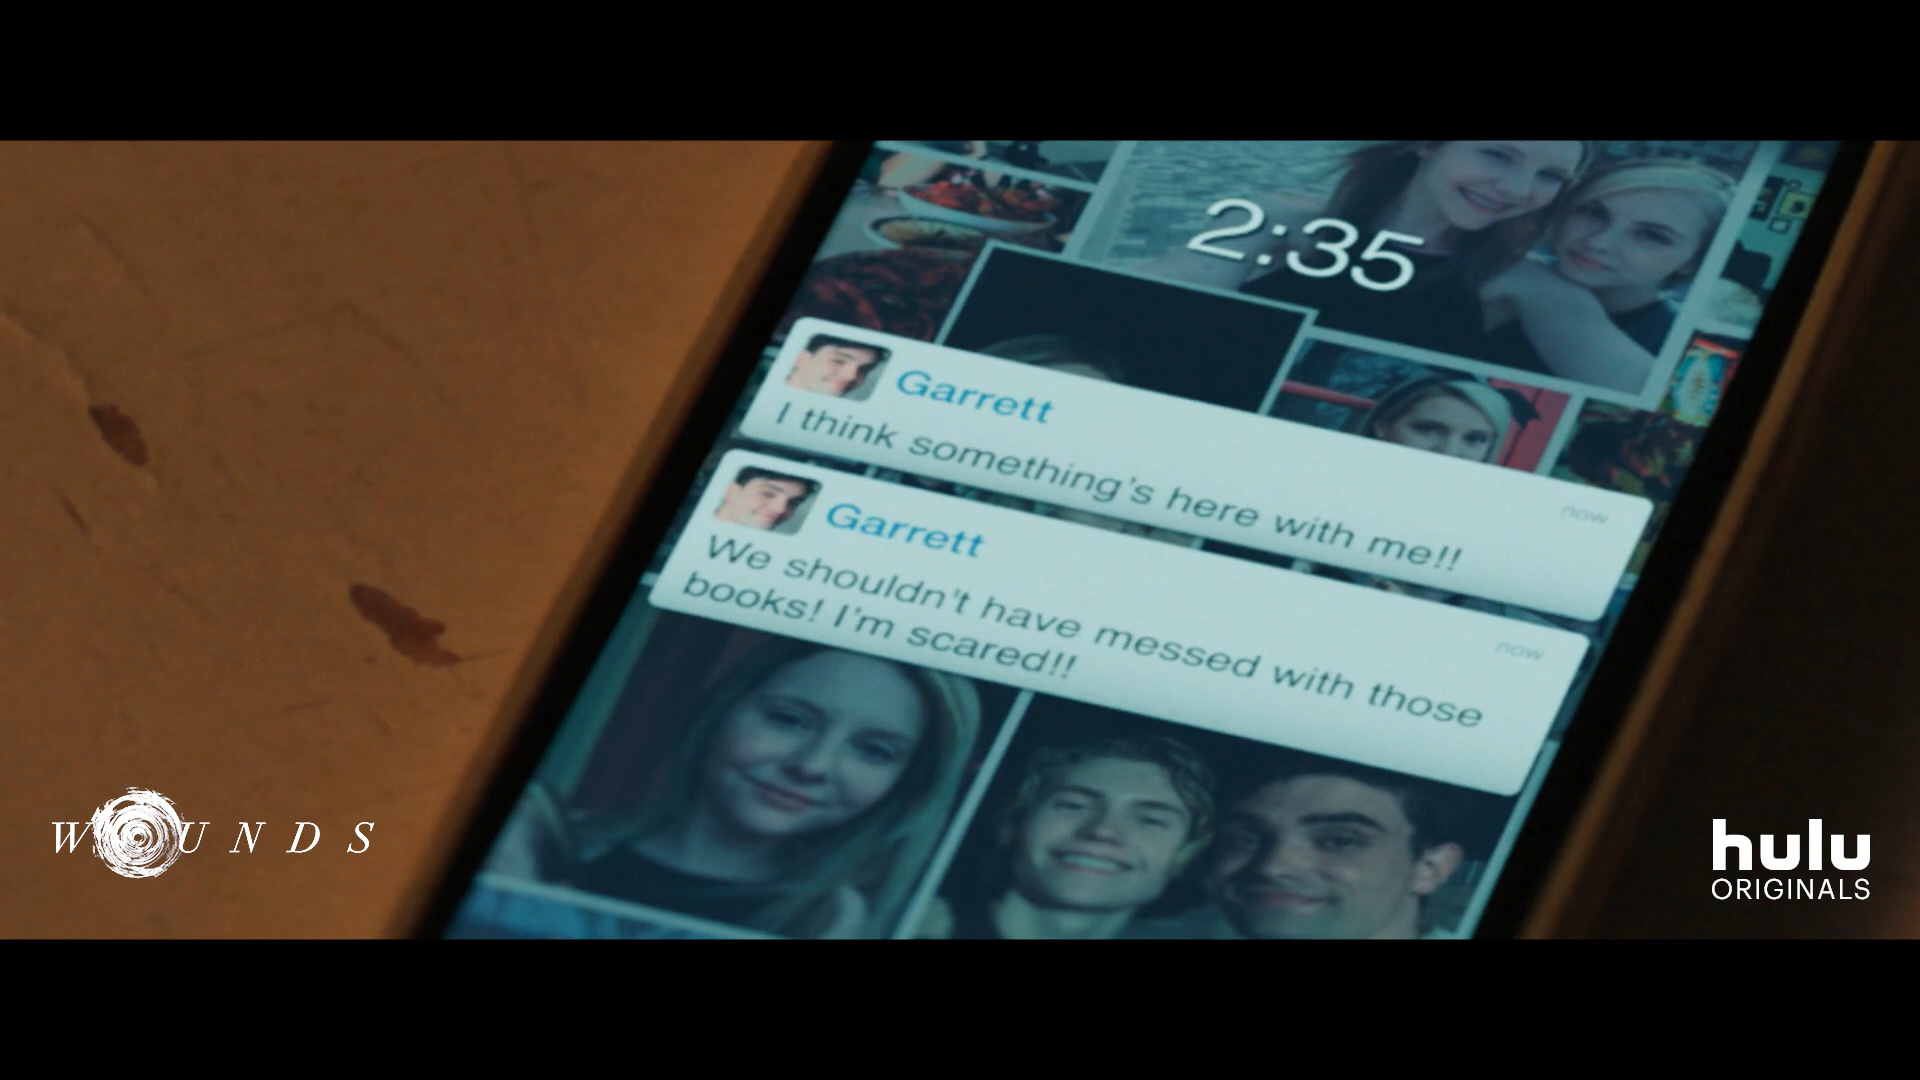 2:35
Garrett
I think something's here with me!!
now
Garrett
We shouldn't have messed with those
books! I'm scared!!
now
WOUNDS
hulu
ORIGINALS